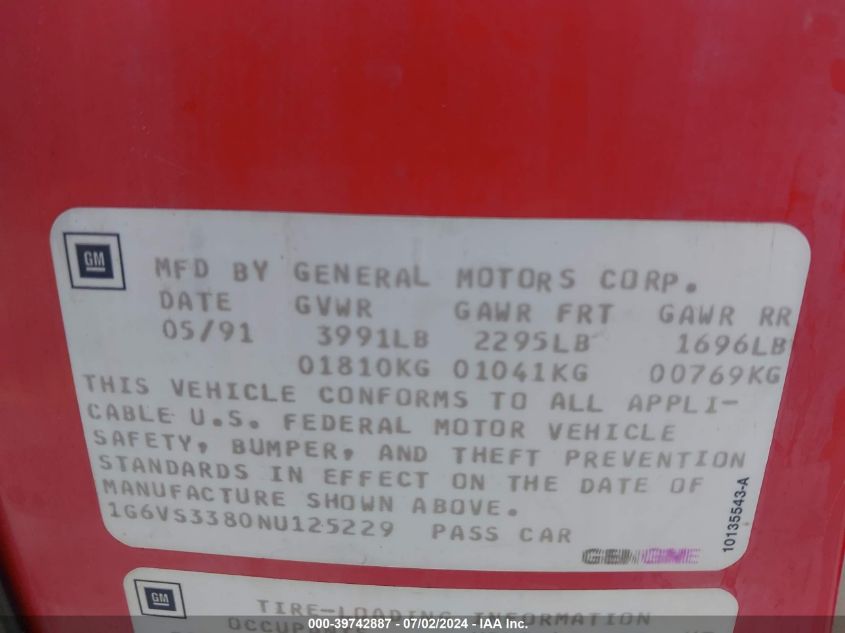 GM
MFD BY GENERAL MOTORS CORP.
DATE GVWR GAWR FRT GAWR RR
05/91 3991LB 2295LB 1696LB
01810KG 01041KG 00769KG
THIS VEHICLE CONFORMS TO ALL APPLI-
CABLE U.S. FEDERAL MOTOR VEHICLE
SAFETY, BUMPER, AND THEFT PREVENTION
STANDARDS IN EFFECT ON THE DATE OF
MANUFACTURE SHOWN ABOVE.
1G6VS3380NU125229 PASS CAR
10135543-A
GM
TIRE-LOADING INFORMATION
000-39742887 - 07/02/2024 - IAA Inc.